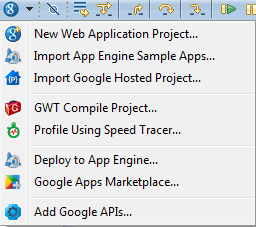 New Web Application Project...
Import App Engine Sample Apps...
Import Google Hosted Project...
GWT Compile Project...
Profile Using Speed Tracer...
Deploy to App Engine...
Google Apps Marketplace...
Add Google APIs...